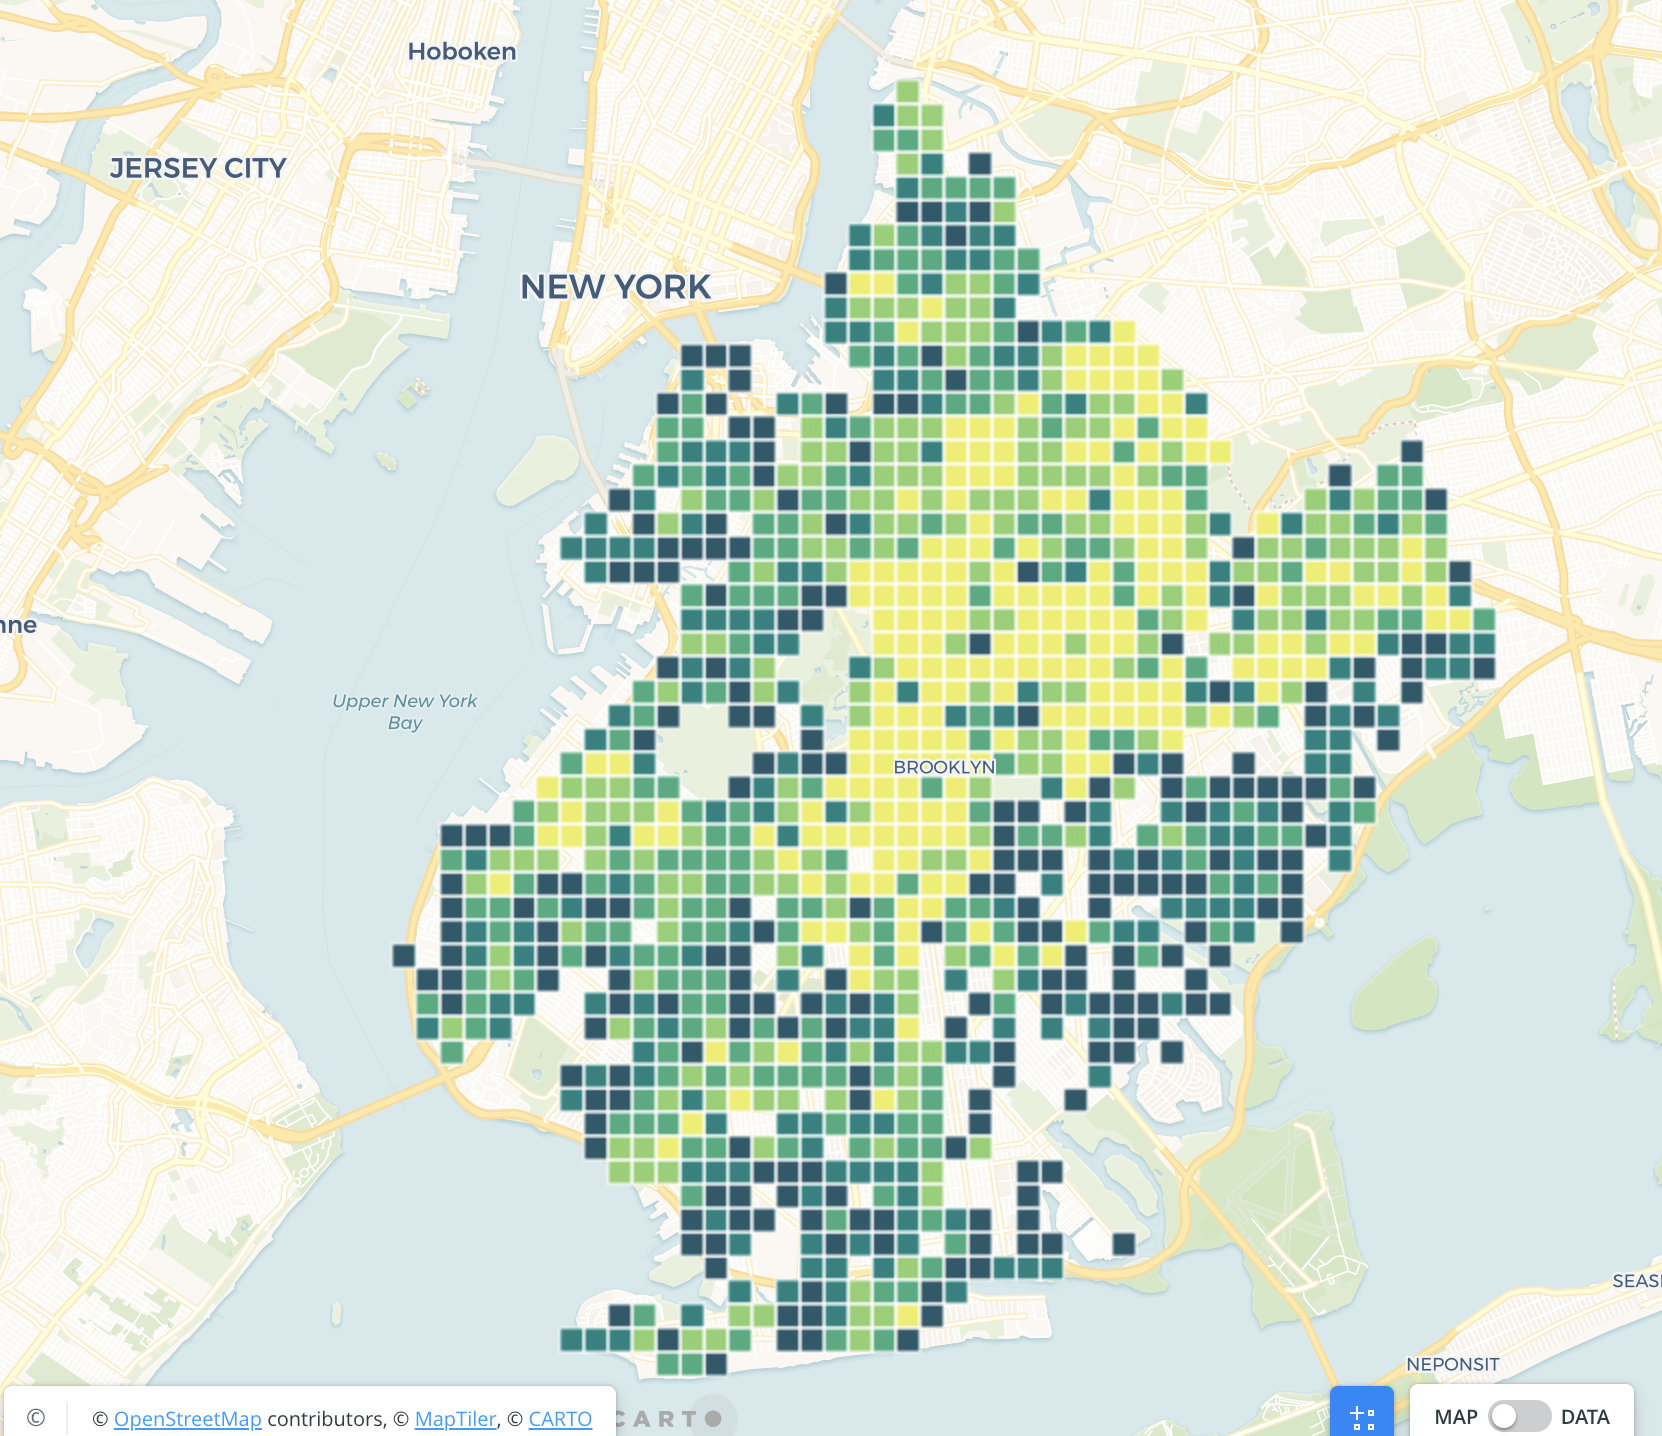 Hoboken
JERSEY CITY
NEW YORK
nne
Upper New York
Bay
BROOKLYN
SEASI
NEPONSIT
© © OpenStreetMap contributors, © MapTiler, © CARTO
CARTO
MAP DATA